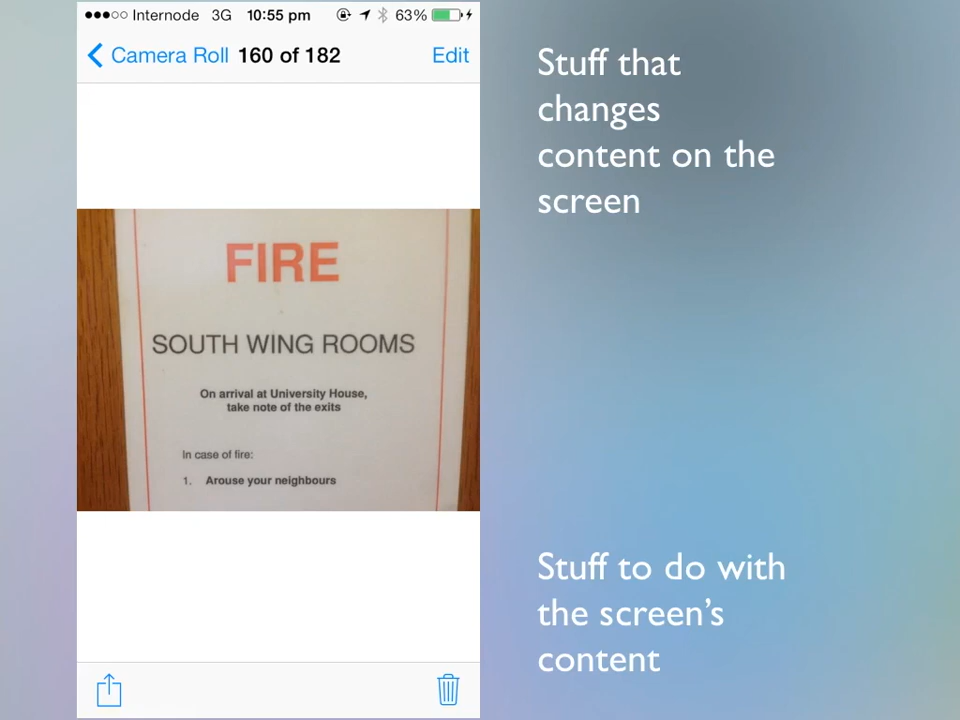 Internode 3G 10:55 pm 63%
Camera Roll 160 of 182 Edit
Stuff that
changes
content on the
screen
FIRE
SOUTH WING ROOMS
On arrival at University House,
take note of the exits
In case of fire:
1. Arouse your neighbours
Stuff to do with
the screen’s
content